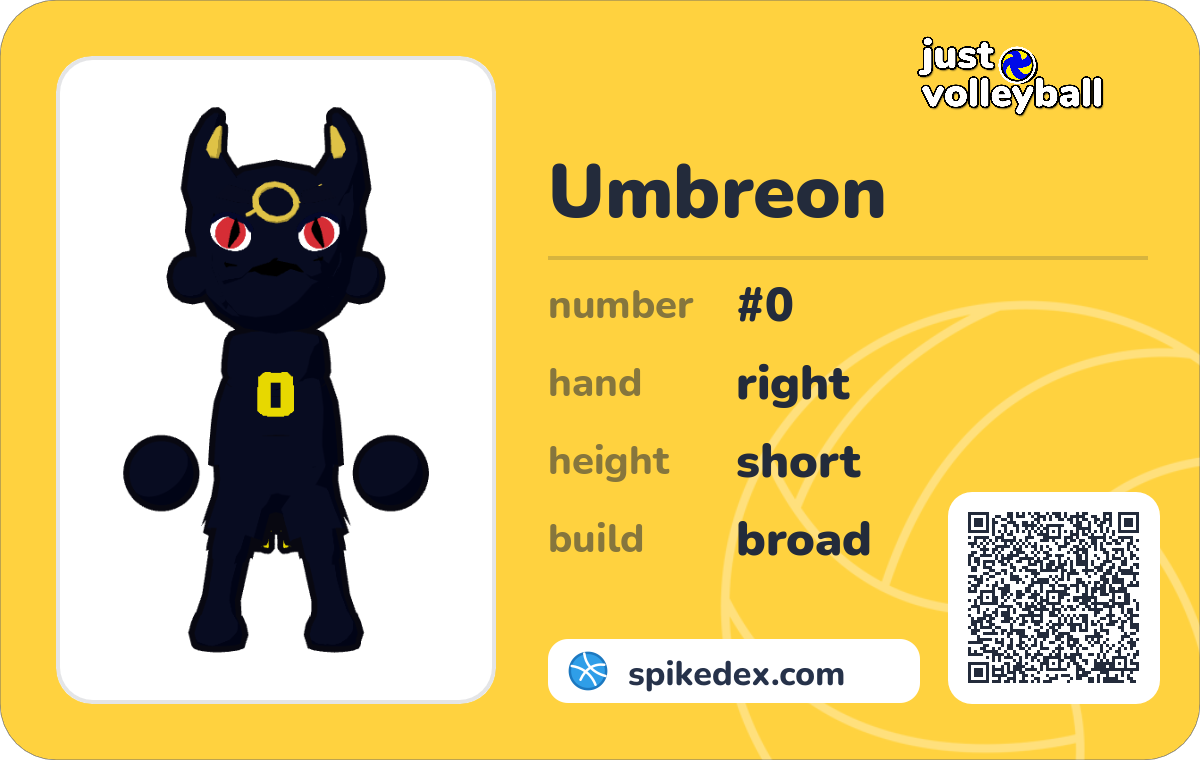 just
volleyball
Umbreon
number #0
hand right
height short
build broad
0
spikedex.com